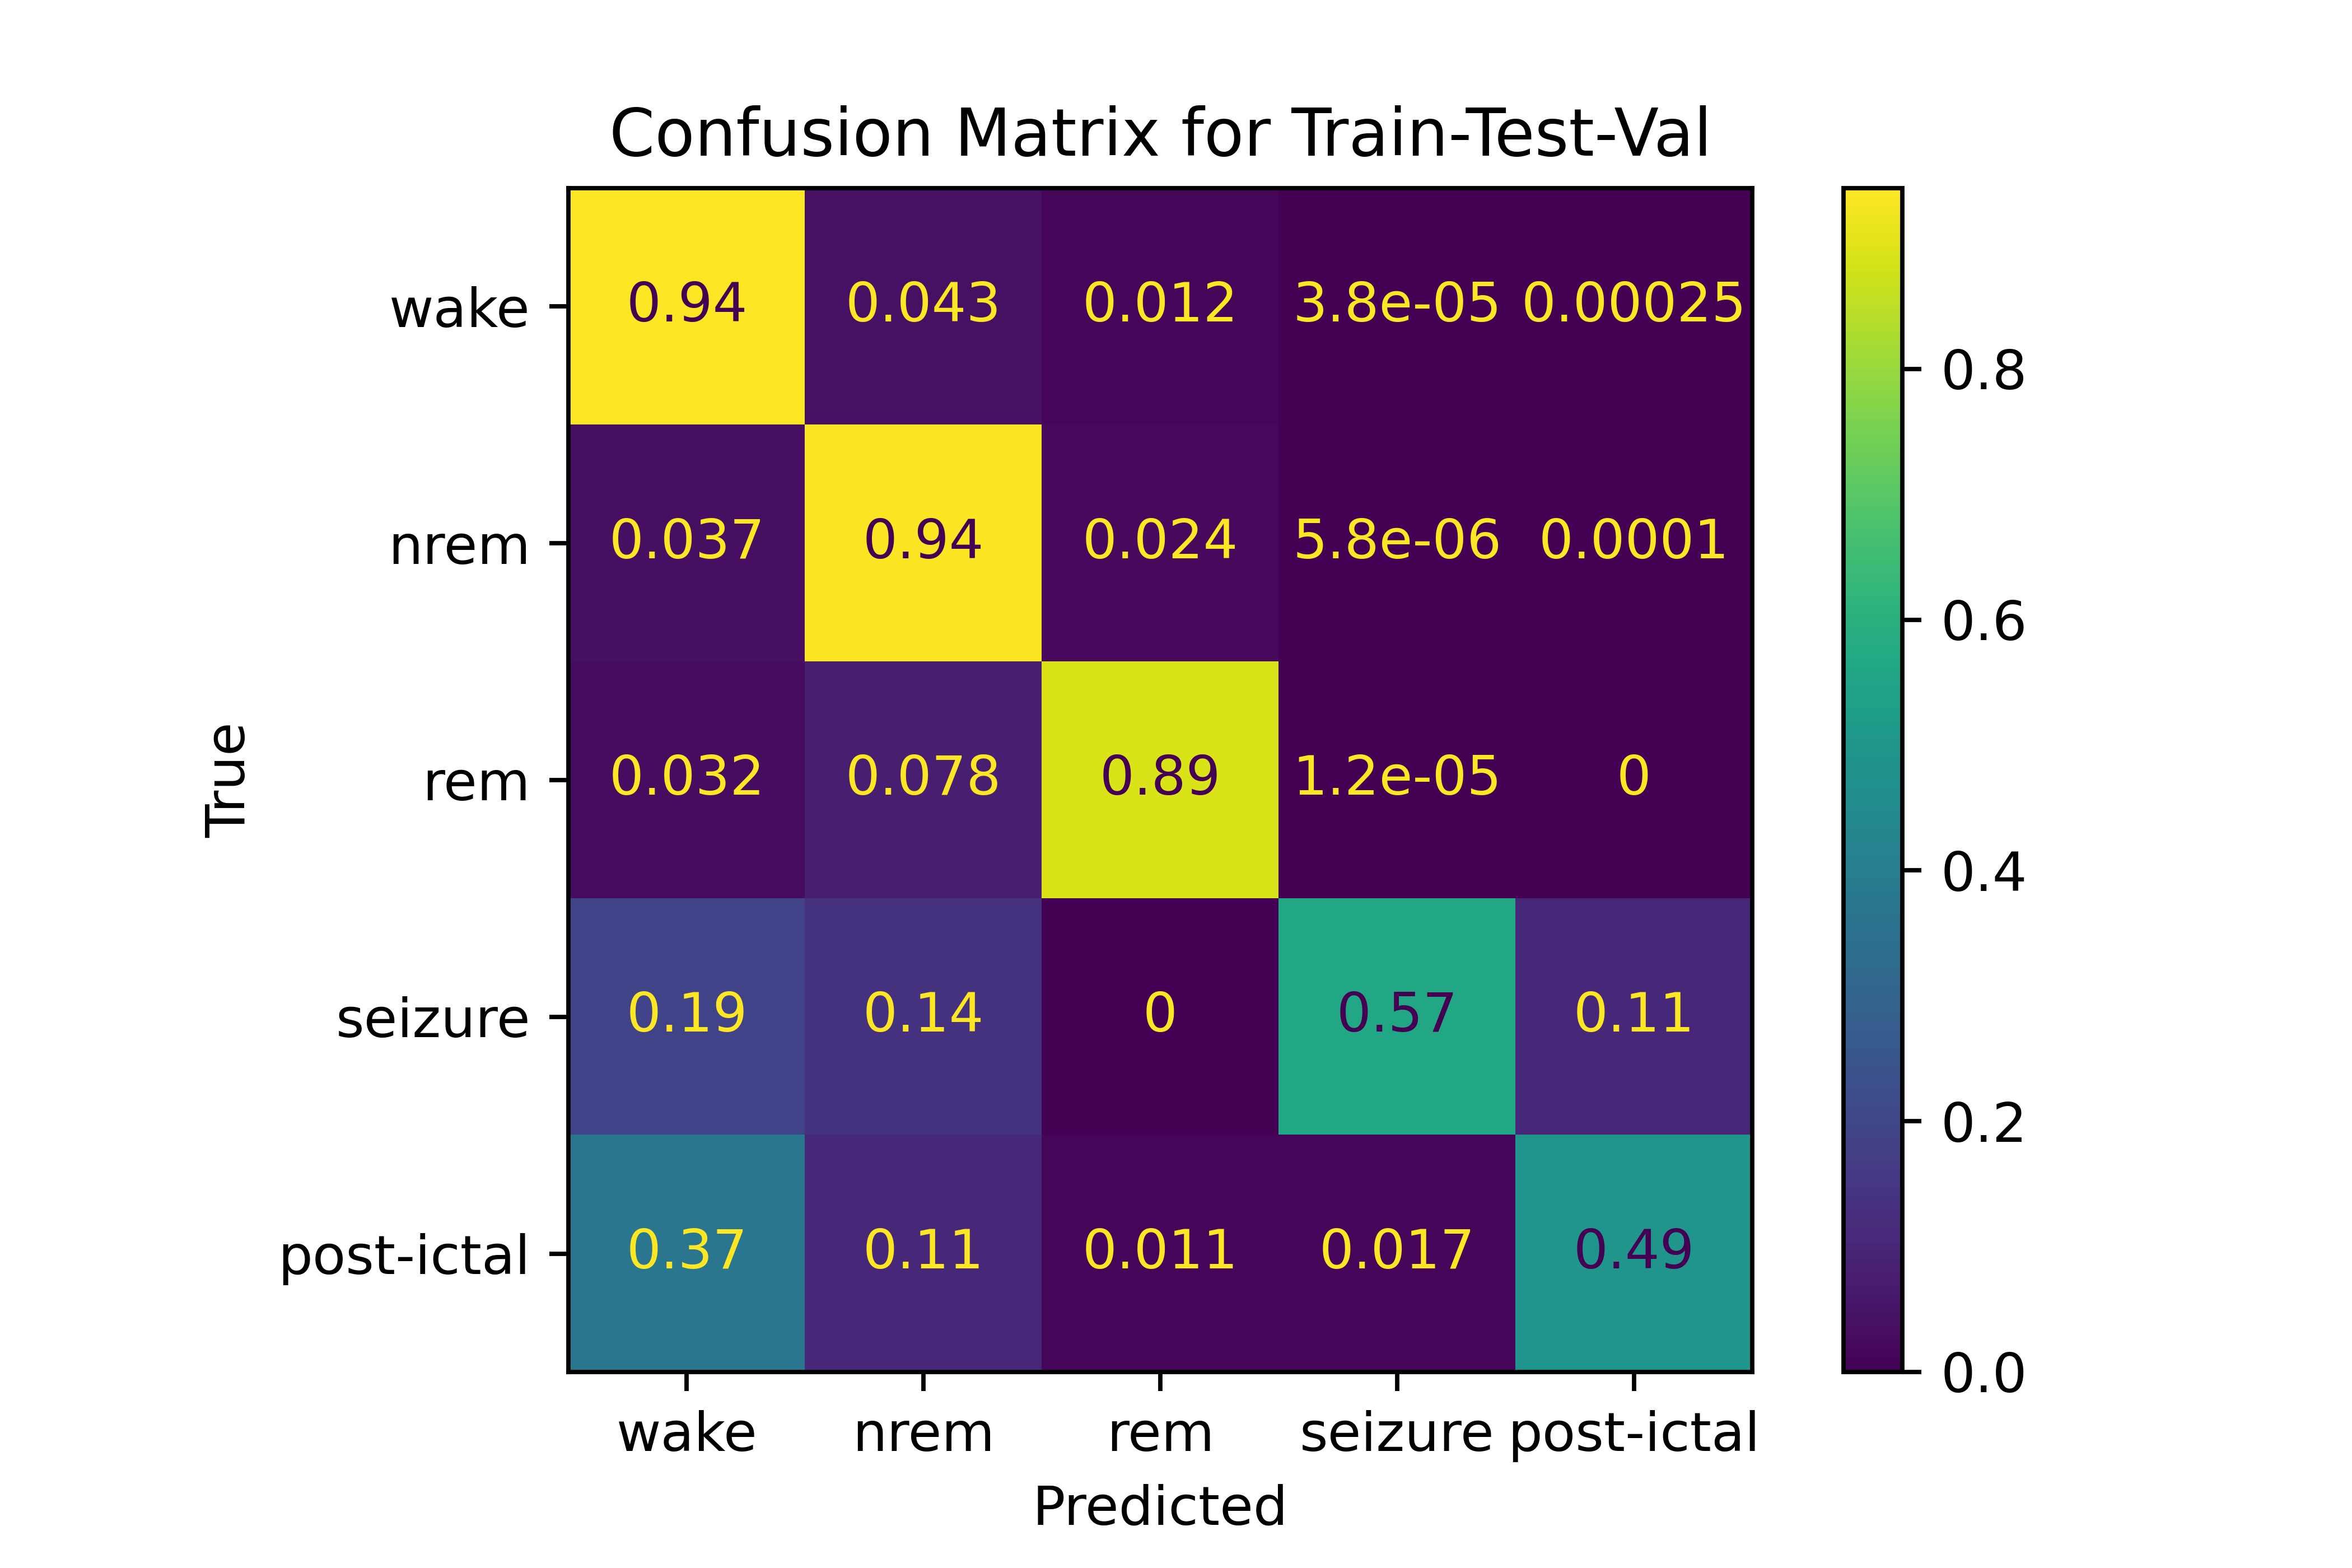 Confusion Matrix for Train-Test-Val
True
wake 0.94 0.043 0.012 3.8e-05 0.00025
nrem 0.037 0.94 0.024 5.8e-06 0.0001
rem 0.032 0.078 0.89 1.2e-05 0
seizure 0.19 0.14 0 0.57 0.11
post-ictal 0.37 0.11 0.011 0.017 0.49
wake nrem rem seizure post-ictal
Predicted
0.8
0.6
0.4
0.2
0.0